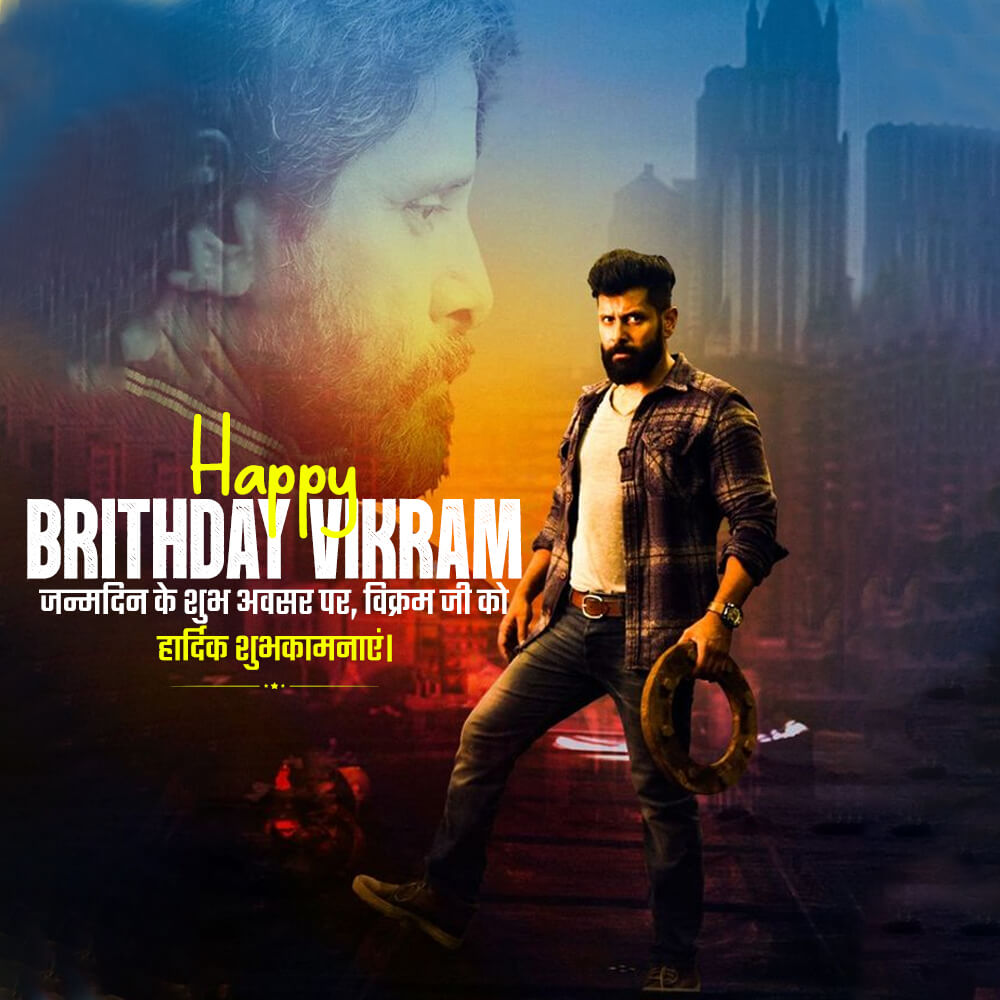 Happy
BRITHDAY VIKRAM
जन्मदिन के शुभ अवसर पर, विक्रम जी को
हार्दिक शुभकामनाएं।